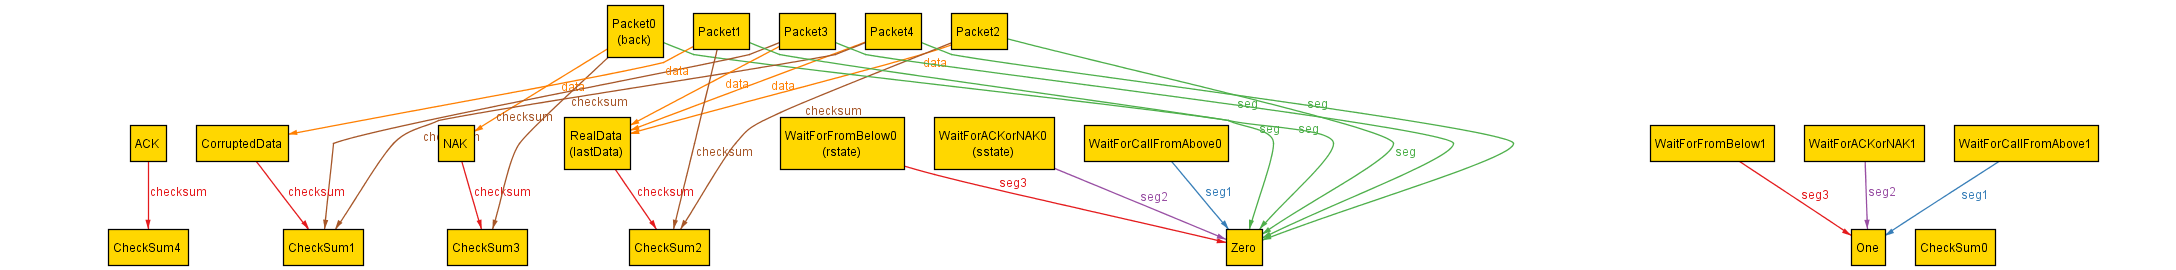 Packet0
(back)
Packet1
Packet3
Packet4
Packet2
data
data
data
data
data
checksum
checksum
checksum
checksum
checksum
seg
seg
seg
seg
seg
ACK
CorruptedData
NAK
RealData
(lastData)
WaitForFromBelow0
(rstate)
WaitForACKorNAK0
(sstate)
WaitForCallFromAbove0
WaitForFromBelow1
WaitForACKorNAK1
WaitForCallFromAbove1
checksum
checksum
checksum
checksum
seg3
seg2
seg1
seg3
seg2
seg1
CheckSum4
CheckSum1
CheckSum3
CheckSum2
Zero
One
CheckSum0